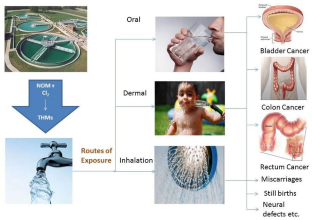 Oral
Bladder Cancer
NOM +
Cl₂
THMs
Dermal
Colon Cancer
Routes of
Exposure
Inhalation
Rectum Cancer
Miscarriages
Still births
Neural
defects etc.